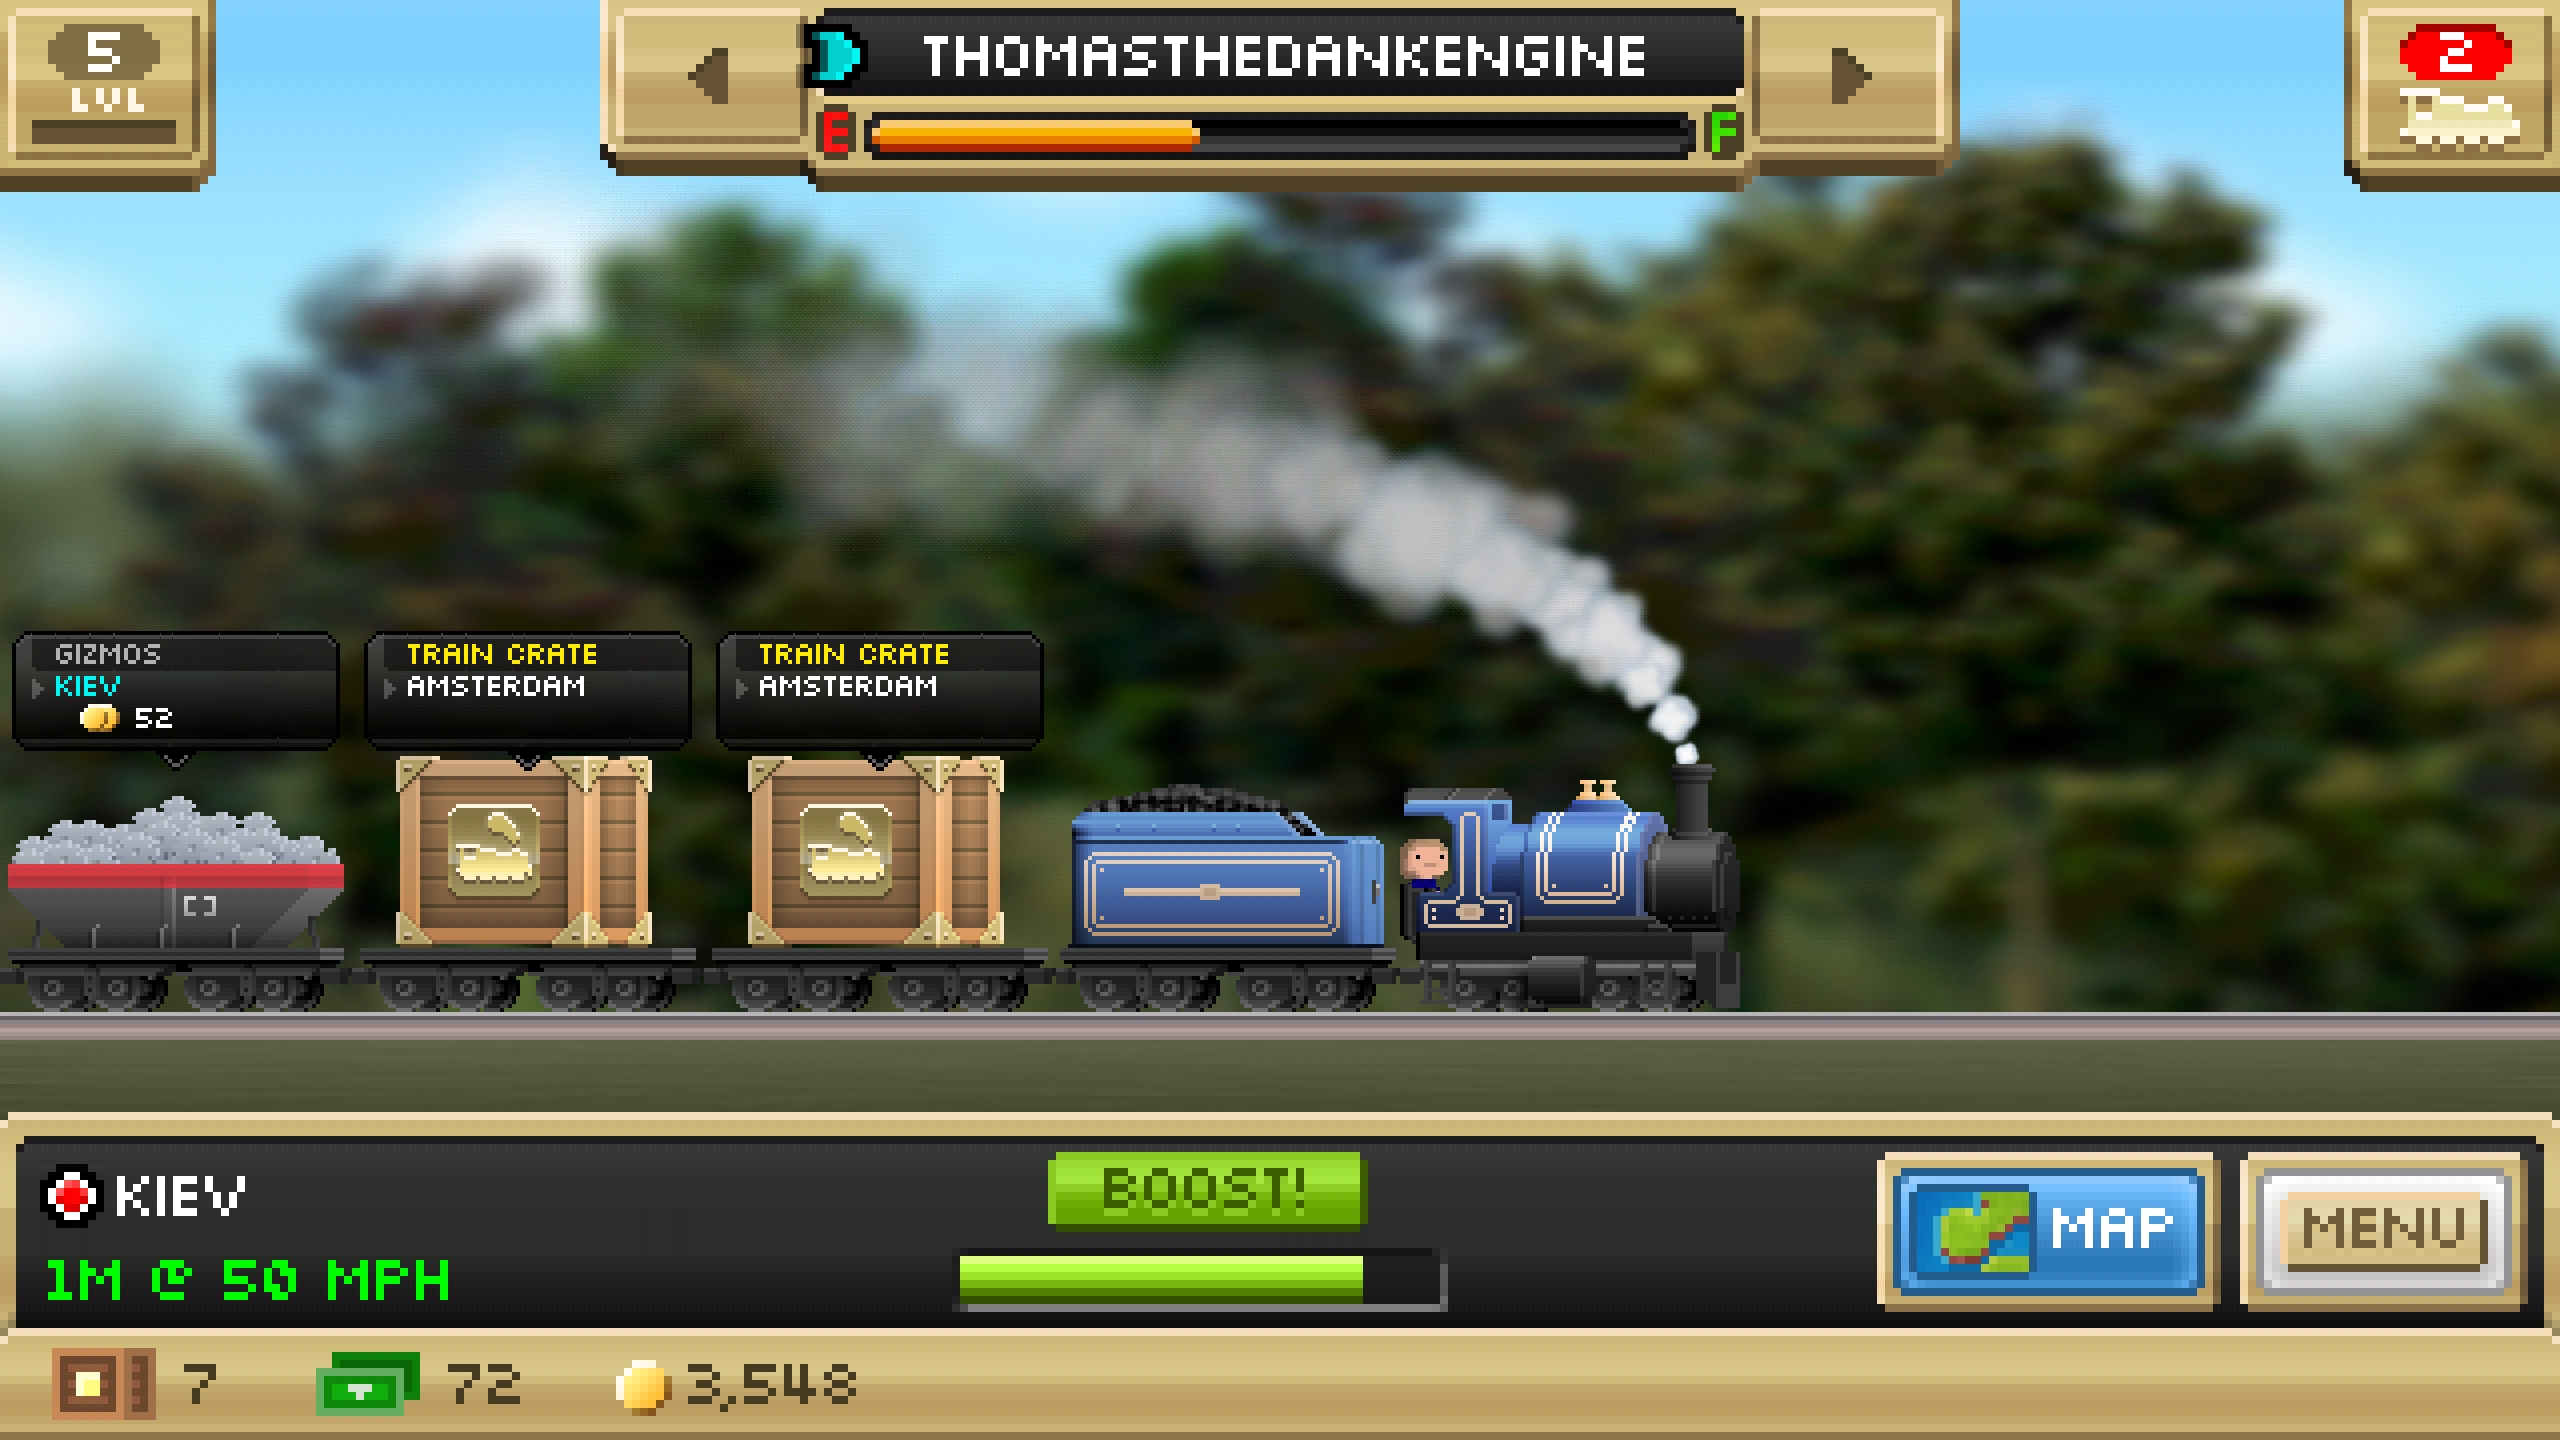 5
LVL
THOMASTHEDANKENGINE
E
F
2
GIZMOS
KIEV
52
TRAIN CRATE
AMSTERDAM
TRAIN CRATE
AMSTERDAM
KIEV
1M @ 50 MPH
BOOST!
MAP
MENU
7
72
3,548